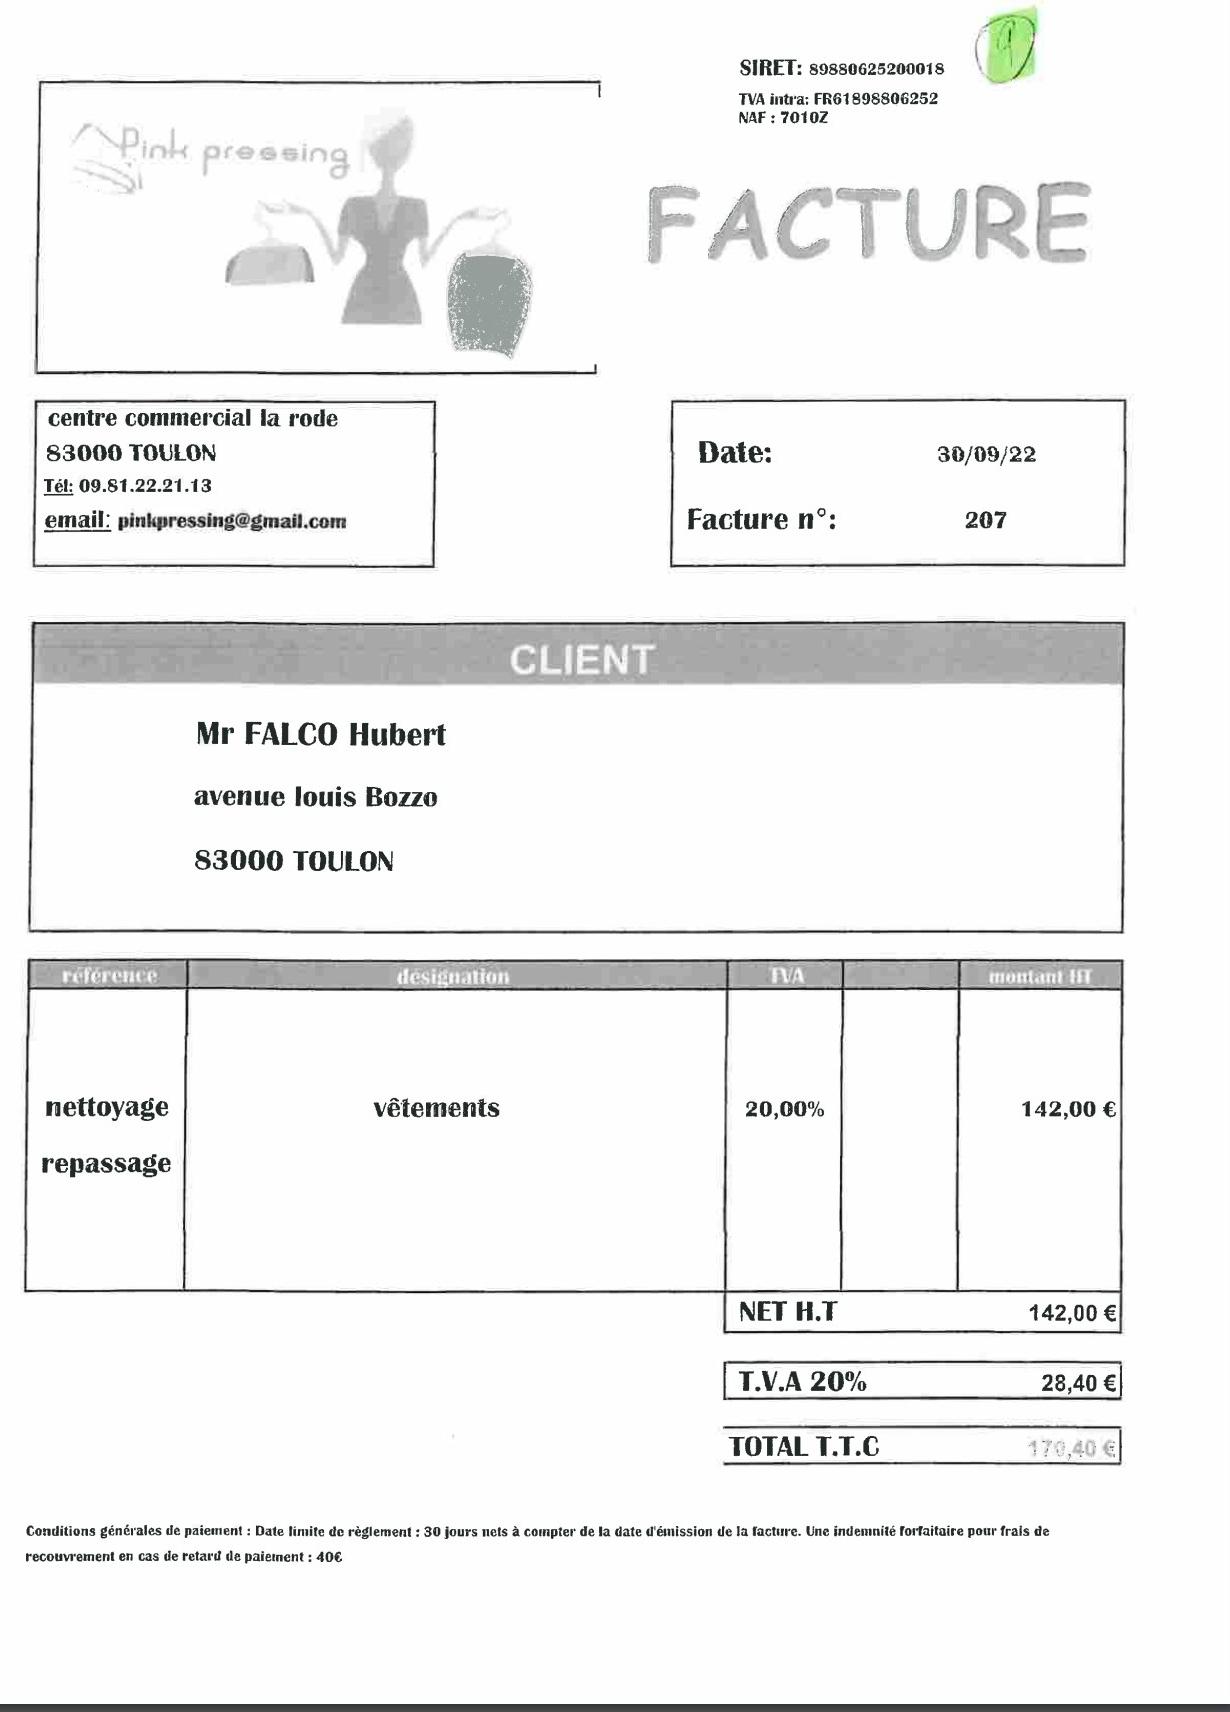 9
SIRET: 89880625200018
TVA intra: FR61898806252
NAF : 7010Z
Pink pressing
FACTURE
centre commercial la rode
83000 TOULON
Tél: 09.81.22.21.13
email: pinkpressing@gmail.com
Date: 30/09/22
Facture n°: 207
CLIENT
Mr FALCO Hubert
avenue louis Bozzo
83000 TOULON
référence désignation TVA montant HT
nettoyage vêtements 20,00% 142,00 €
repassage
NET H.T 142,00 €
T.V.A 20% 28,40 €
TOTAL T.T.C 170,40 €
Conditions générales de paiement : Date limite de règlement : 30 jours nets à compter de la date d'émission de la facture. Une indemnité forfaitaire pour frais de
recouvrement en cas de retard de paiement : 40€